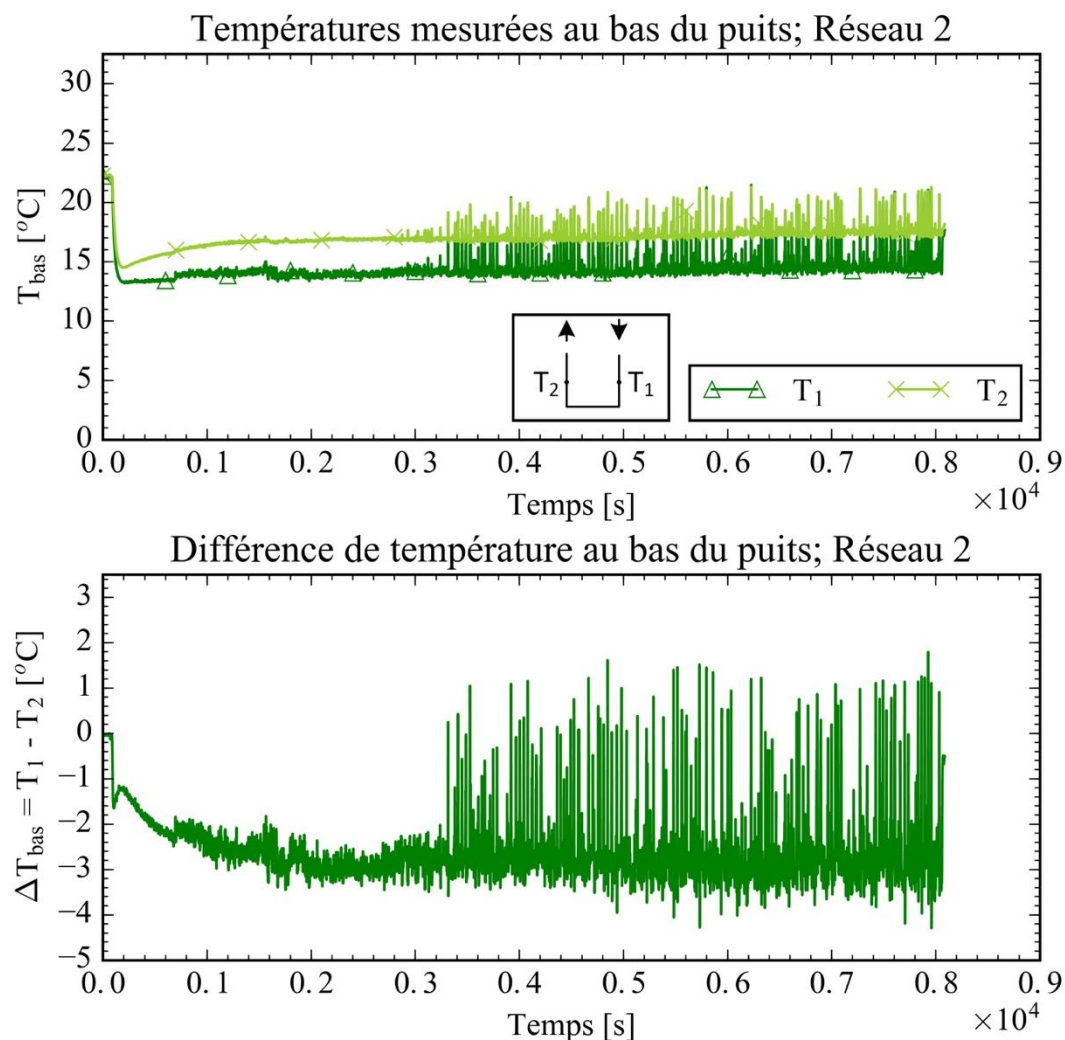 Températures mesurées au bas du puits; Réseau 2
T_bas [°C]
30
25
20
15
10
5
0
T₂ T₁
T₁ T₂
0.0 0.1 0.2 0.3 0.4 0.5 0.6 0.7 0.8 0.9
Temps [s] ×10⁴
Différence de température au bas du puits; Réseau 2
ΔT_bas = T₁ - T₂ [°C]
3
2
1
0
−1
−2
−3
−4
−5
0.0 0.1 0.2 0.3 0.4 0.5 0.6 0.7 0.8 0.9
Temps [s] ×10⁴